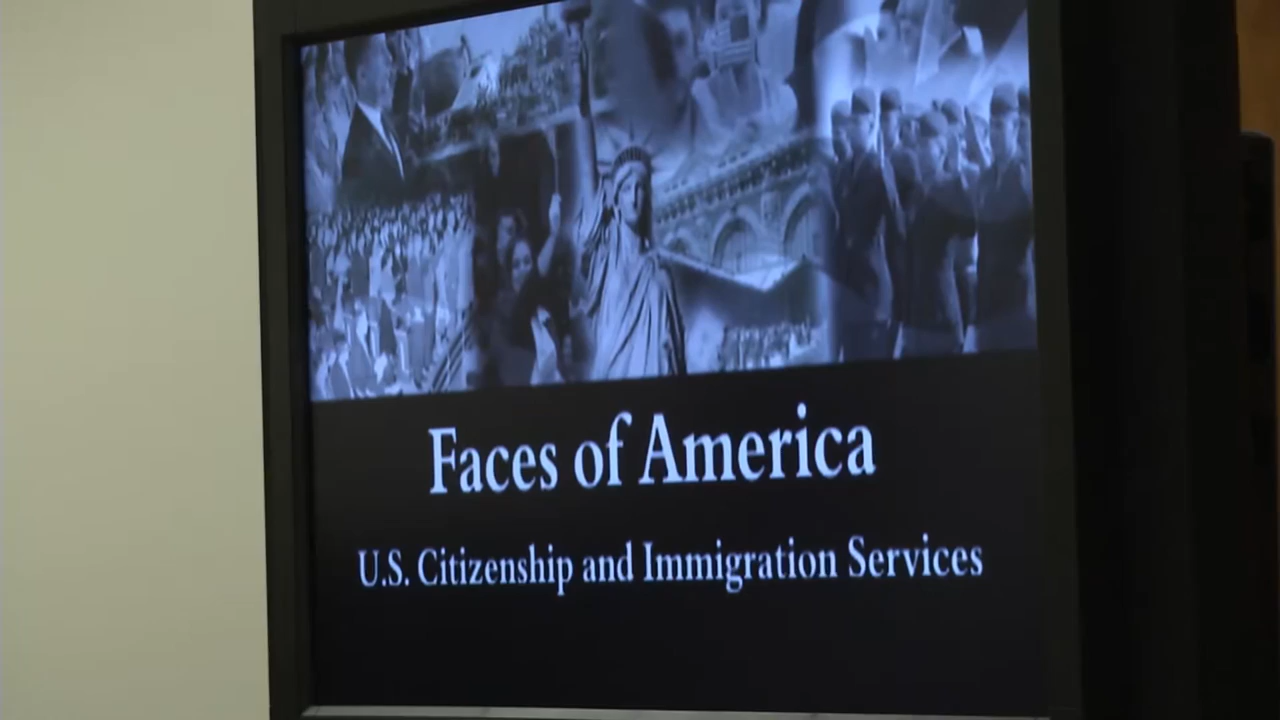 Faces of America
U.S. Citizenship and Immigration Services